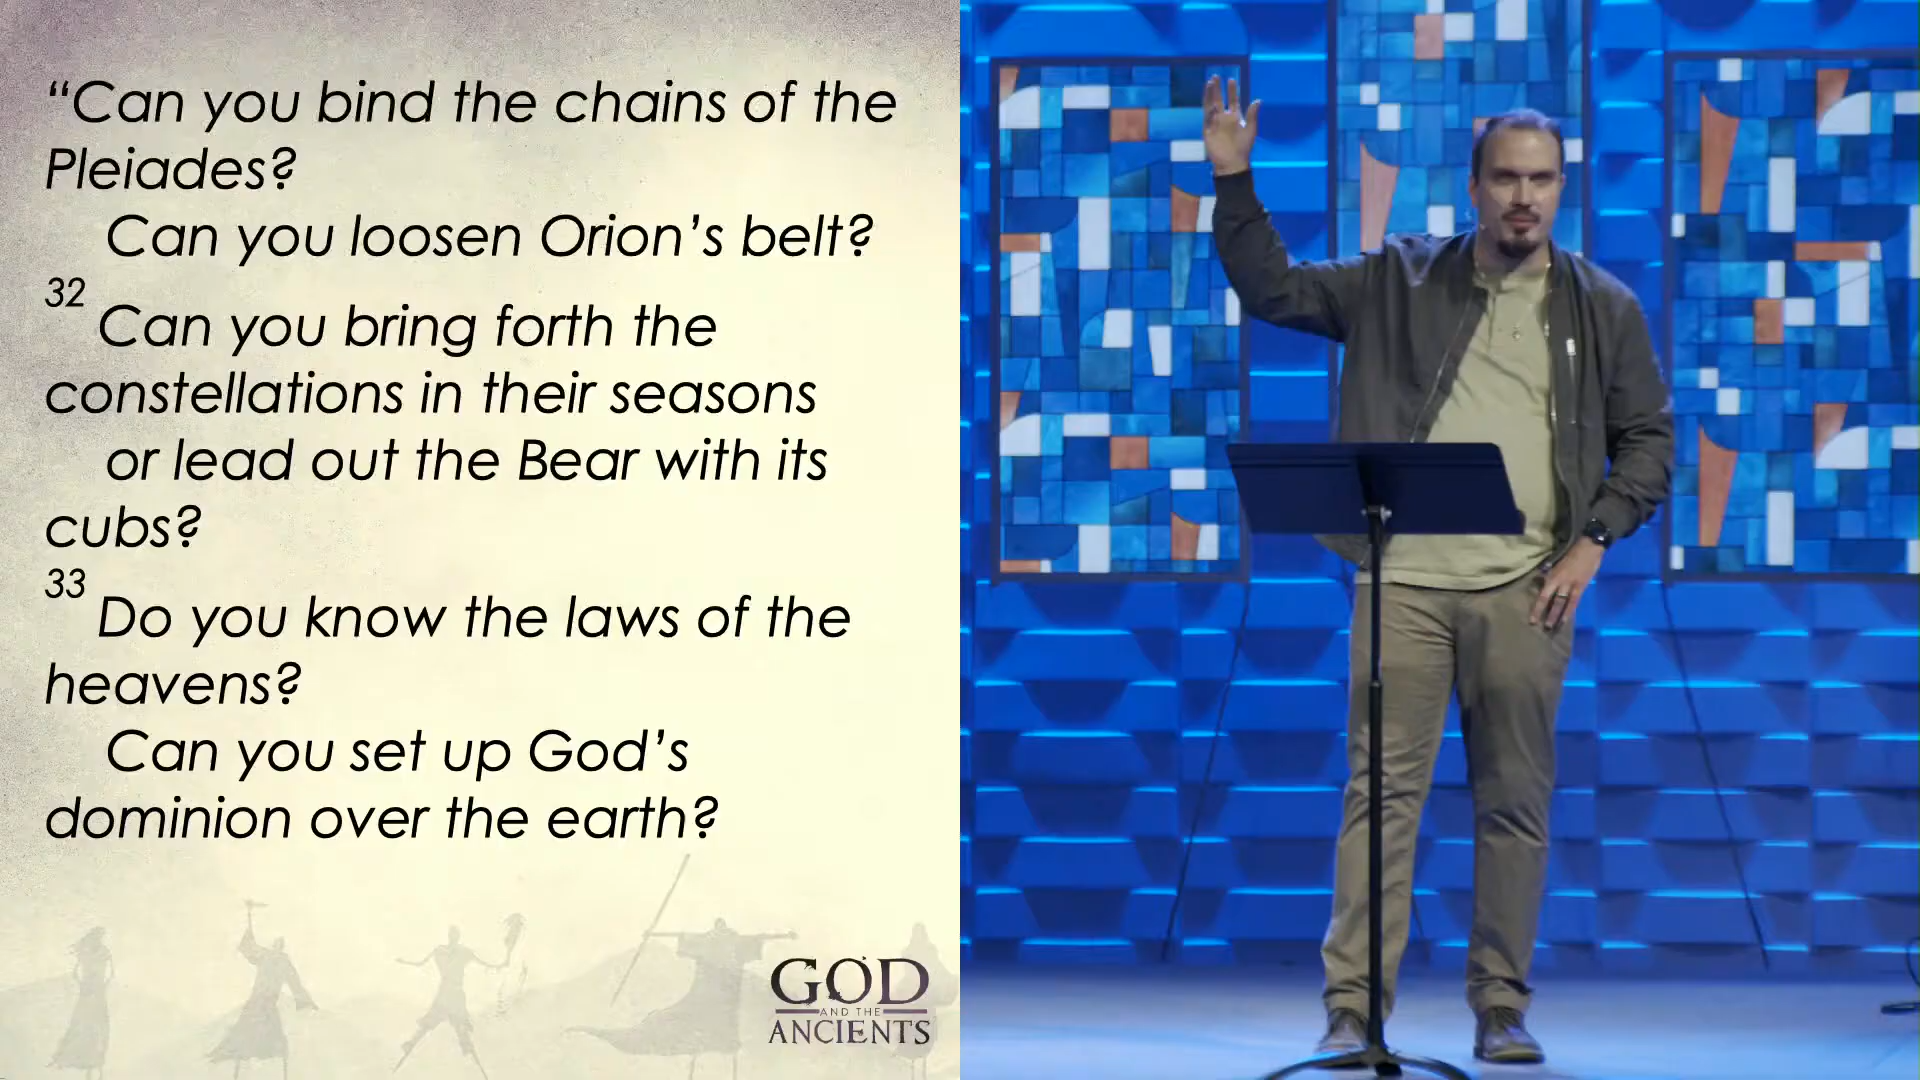 “Can you bind the chains of the
Pleiades?
Can you loosen Orion’s belt?
32 Can you bring forth the
constellations in their seasons
or lead out the Bear with its
cubs?
33 Do you know the laws of the
heavens?
Can you set up God’s
dominion over the earth?
GOD
AND THE
ANCIENTS